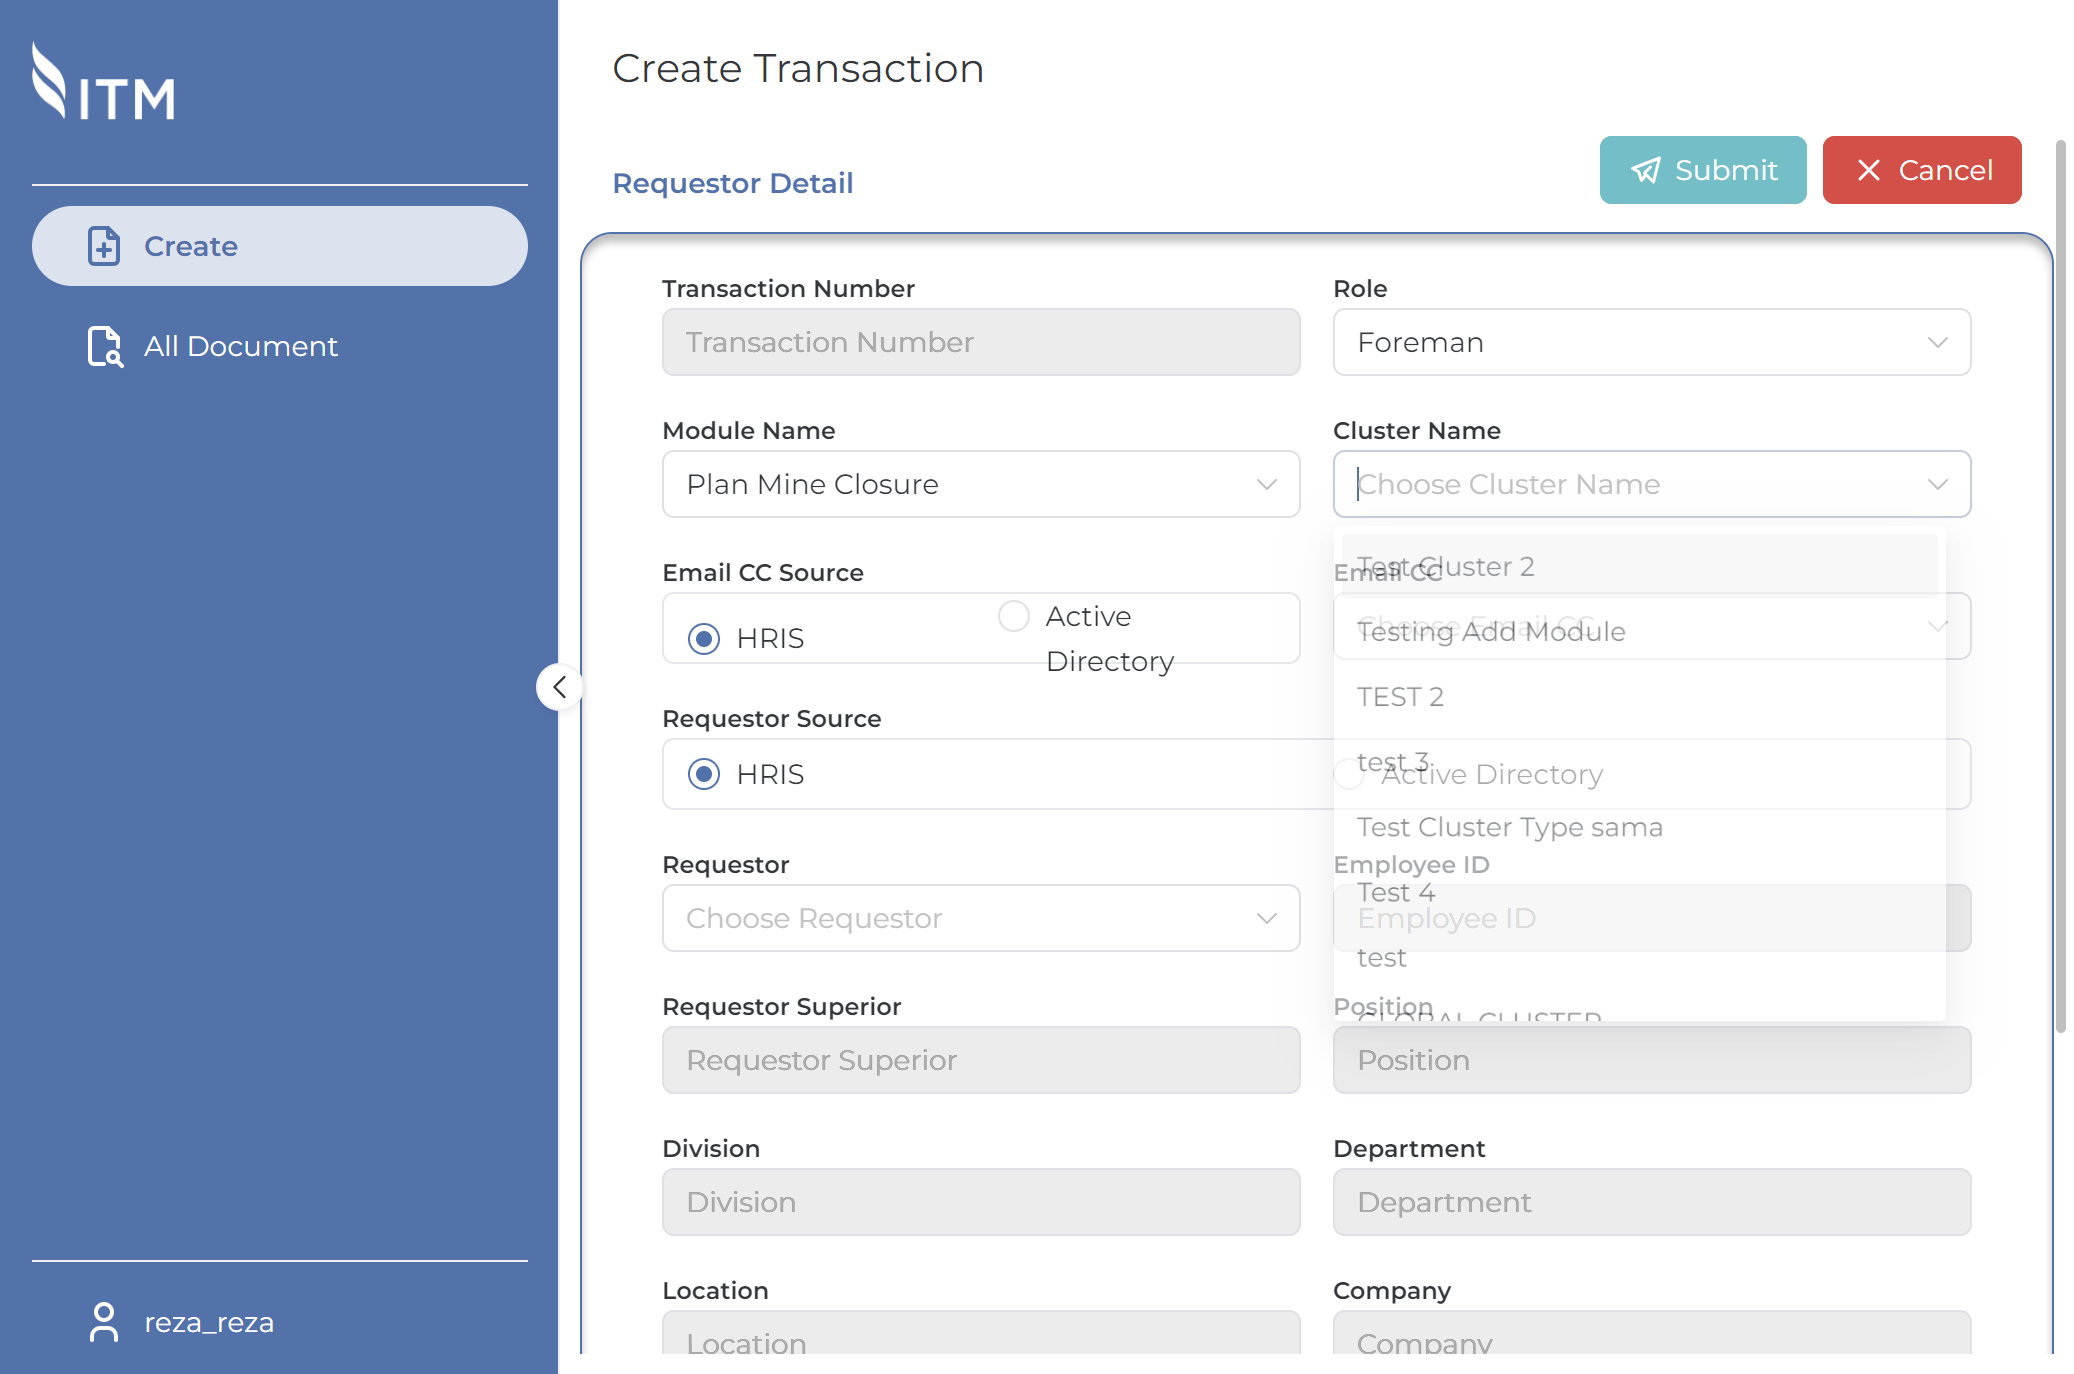 ITM
Create
All Document
reza_reza
Create Transaction
Requestor Detail
Submit
Cancel
Transaction Number
Transaction Number
Role
Foreman
Module Name
Plan Mine Closure
Cluster Name
Choose Cluster Name
Test Cluster 2
Testing Add Module
TEST 2
test 3
Test Cluster Type sama
Test 4
test
GLOBAL CLUSTER
Email CC Source
HRIS
Active
Directory
Email CC
Choose Email CC
Requestor Source
HRIS
Active Directory
Requestor
Choose Requestor
Employee ID
Employee ID
Requestor Superior
Requestor Superior
Position
Position
Division
Division
Department
Department
Location
Location
Company
Company